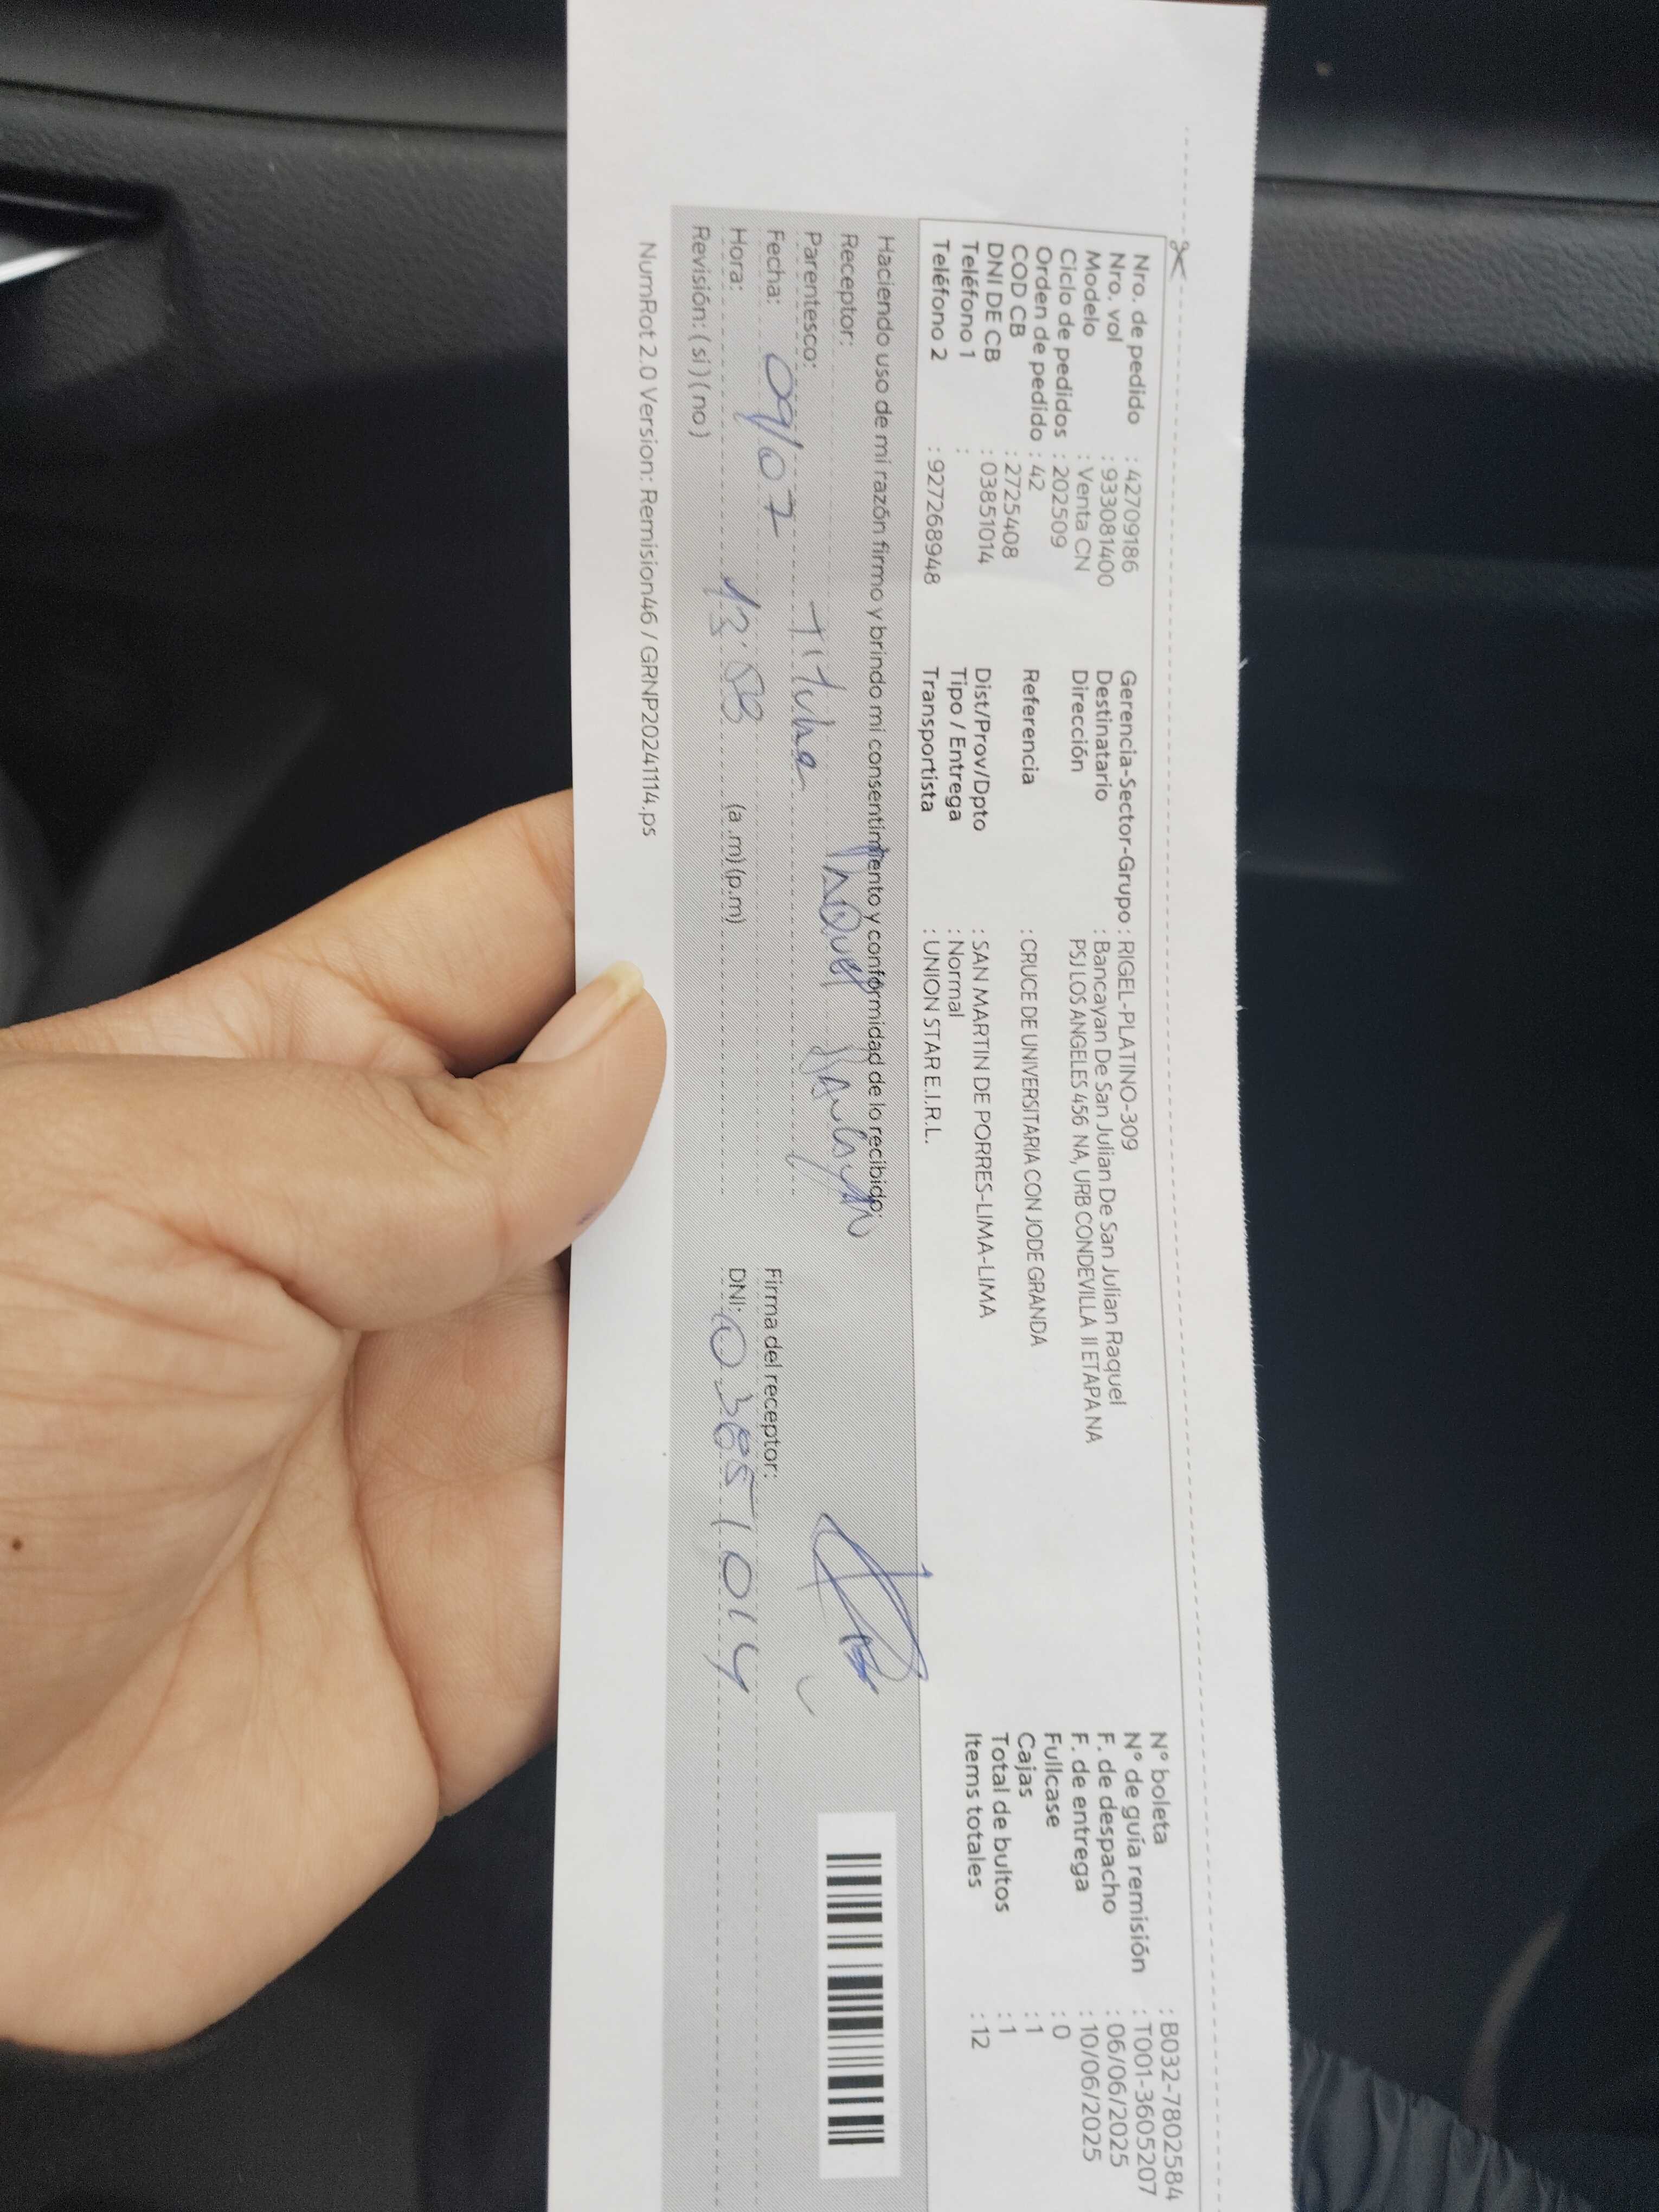 Nro. de pedido : 42709186
Nro. vol : 933081400
Modelo : Venta CN
Ciclo de pedidos : 202509
Orden de pedido : 42
COD CB : 2725408
DNI DE CB : 03851014
Teléfono 1 :
Teléfono 2 : 927268948
Gerencia-Sector-Grupo : RIGEL-PLATINO-309
Destinatario : Bancayan De San Julian De San Julian Raquel
Dirección PSJ LOS ANGELES 456 NA, URB CONDEVILLA II ETAPA NA
Referencia : CRUCE DE UNIVERSITARIA CON JODE GRANDA
Dist/Prov/Dpto : SAN MARTIN DE PORRES-LIMA-LIMA
Tipo / Entrega : Normal
Transportista : UNION STAR E.I.R.L.
N° boleta : B032-7802584
N° de guía remisión : T001-3605207
F. de despacho : 06/06/2025
F. de entrega : 10/06/2025
Fullcase : 0
Cajas : 1
Total de bultos : 1
Items totales : 12
Haciendo uso de mi razón firmo y brindo mi consentimiento y conformidad de lo recibido:
Receptor:
Parentesco: Titular
Fecha: 09/07
Hora: (a.m)(p.m)
Revisión: (si) (no)
Firma del receptor:
DNI: 03851014
NumRot 2.0 Version: Remision46 / GRNP20241114.ps